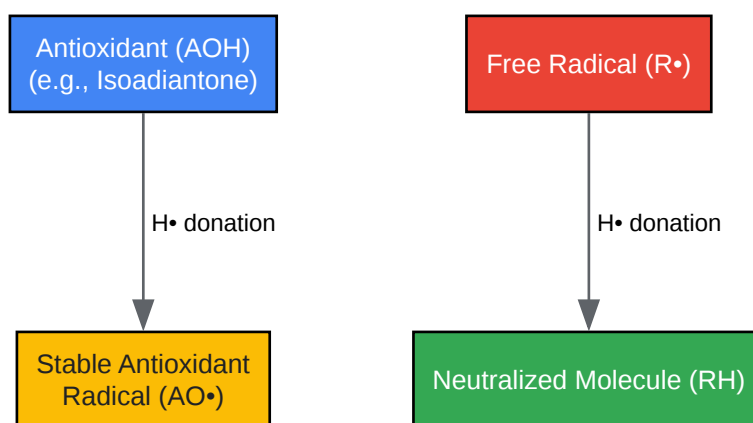 Antioxidant (AOH)
(e.g., Isoadiantone)
Free Radical (R•)
H• donation
H• donation
Stable Antioxidant
Radical (AO•)
Neutralized Molecule (RH)